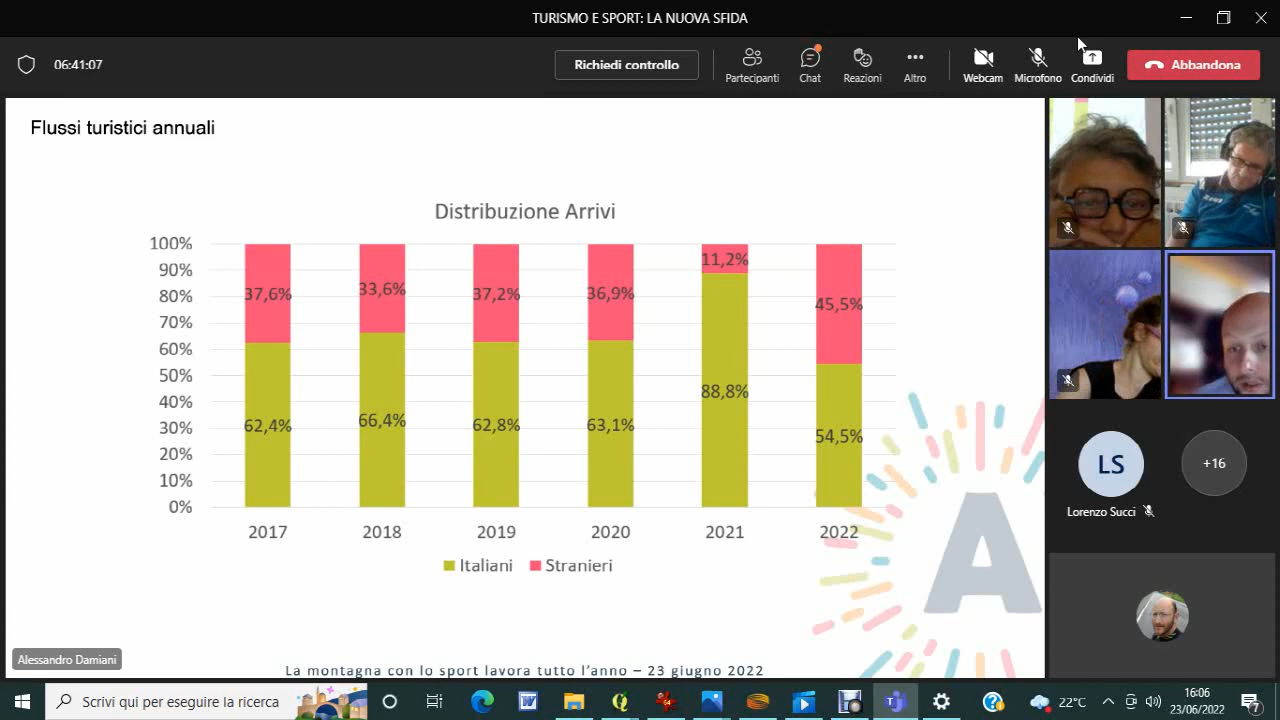 TURISMO E SPORT: LA NUOVA SFIDA
06:41:07
Richiedi controllo
Partecipanti
Chat
Reazioni
Altro
Webcam
Microfono
Condividi
Abbandona
Flussi turistici annuali
Distribuzione Arrivi
100%
90%
80%
70%
60%
50%
40%
30%
20%
10%
0%
37,6% 33,6% 37,2% 36,9% 11,2% 45,5%
62,4% 66,4% 62,8% 63,1% 88,8% 54,5%
2017 2018 2019 2020 2021 2022
Italiani Stranieri
A
La montagna con lo sport lavora tutto l'anno – 23 giugno 2022
Alessandro Damiani
LS
+16
Lorenzo Succi
Scrivi qui per eseguire la ricerca
22°C
16:06
23/06/2022
7